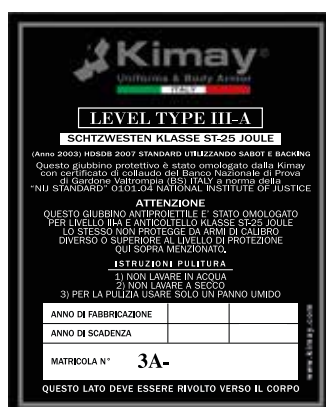 Kimay®
Uniforms & Body Armor
ITALY
LEVEL TYPE III-A
SCHTZWESTEN KLASSE ST-25 JOULE
(Anno 2003) HDSDB 2007 STANDARD UTILIZZANDO SABOT E BACKING
Questo giubbino protettivo è stato omologato dalla Kimay
con certificato di collaudo del Banco Nazionale di Prova
di Gardone Valtrompia (BS) ITALY a norma della
"NIJ STANDARD" 0101.04 NATIONAL INSTITUTE OF JUSTICE
ATTENZIONE
QUESTO GIUBBINO ANTIPROIETTILE E' STATO OMOLOGATO
PER LIVELLO III-A E ANTICOLTELLO KLASSE ST-25 JOULE
LO STESSO NON PROTEGGE DA ARMI DI CALIBRO
DIVERSO O SUPERIORE AL LIVELLO DI PROTEZIONE
QUI SOPRA MENZIONATO.
ISTRUZIONI PULITURA
1) NON LAVARE IN ACQUA
2) NON LAVARE A SECCO
3) PER LA PULIZIA USARE SOLO UN PANNO UMIDO
ANNO DI FABBRICAZIONE
ANNO DI SCADENZA
MATRICOLA N° 3A-
www.kimay.com
QUESTO LATO DEVE ESSERE RIVOLTO VERSO IL CORPO